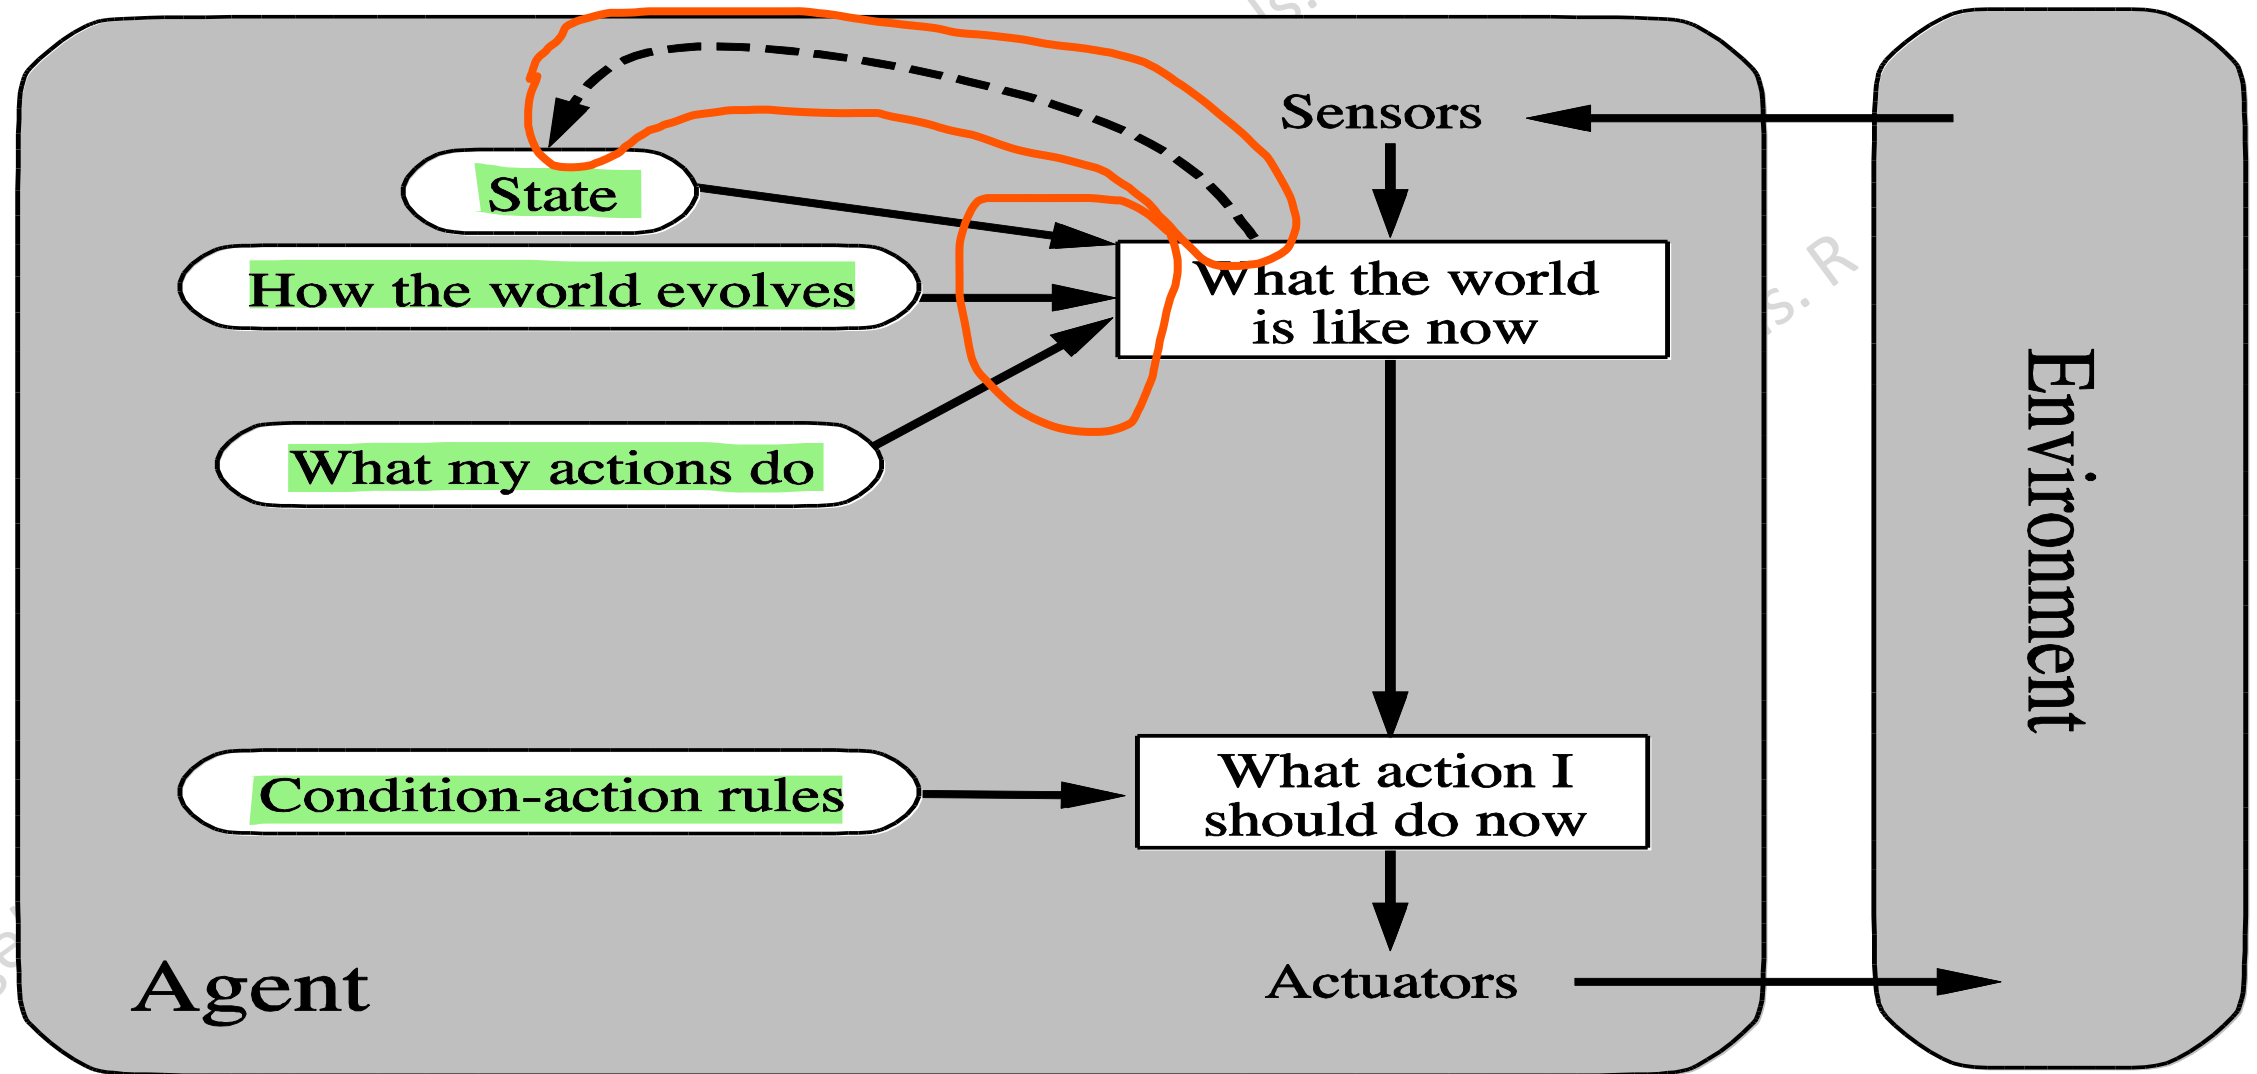 Sensors
State
How the world evolves
What the world
is like now
What my actions do
Environment
Condition-action rules
What action I
should do now
Agent
Actuators
s. R
ls.